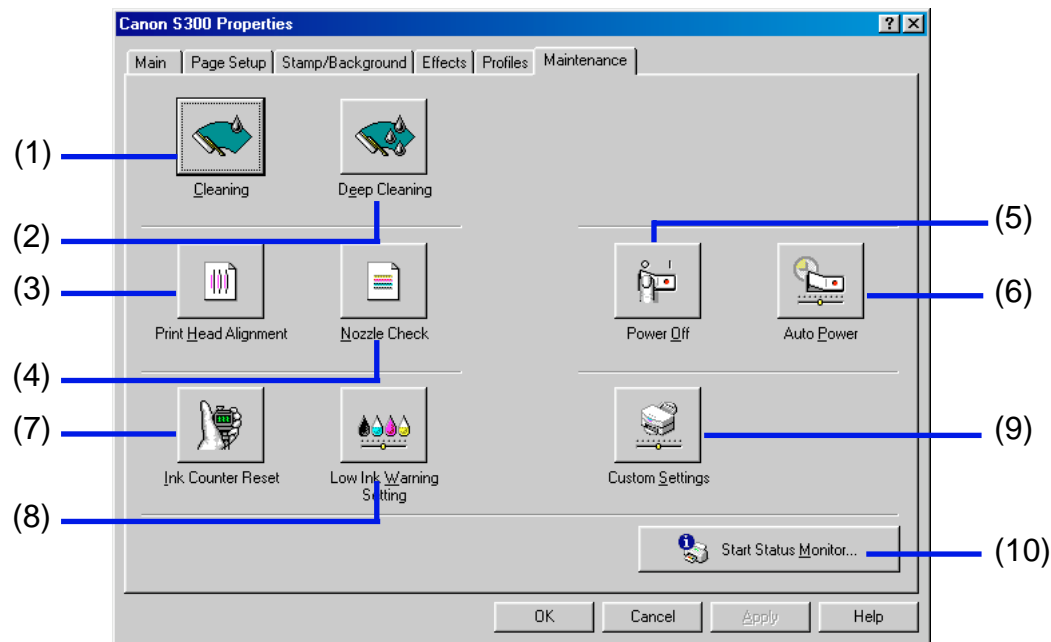 Canon S300 Properties
Main Page Setup Stamp/Background Effects Profiles Maintenance
(1)
Cleaning Deep Cleaning
(2)
(5)
(3)
(6)
Print Head Alignment Nozzle Check Power Off Auto Power
(4)
(7)
(9)
Ink Counter Reset Low Ink Warning Setting Custom Settings
(8)
Start Status Monitor...
(10)
OK Cancel Apply Help